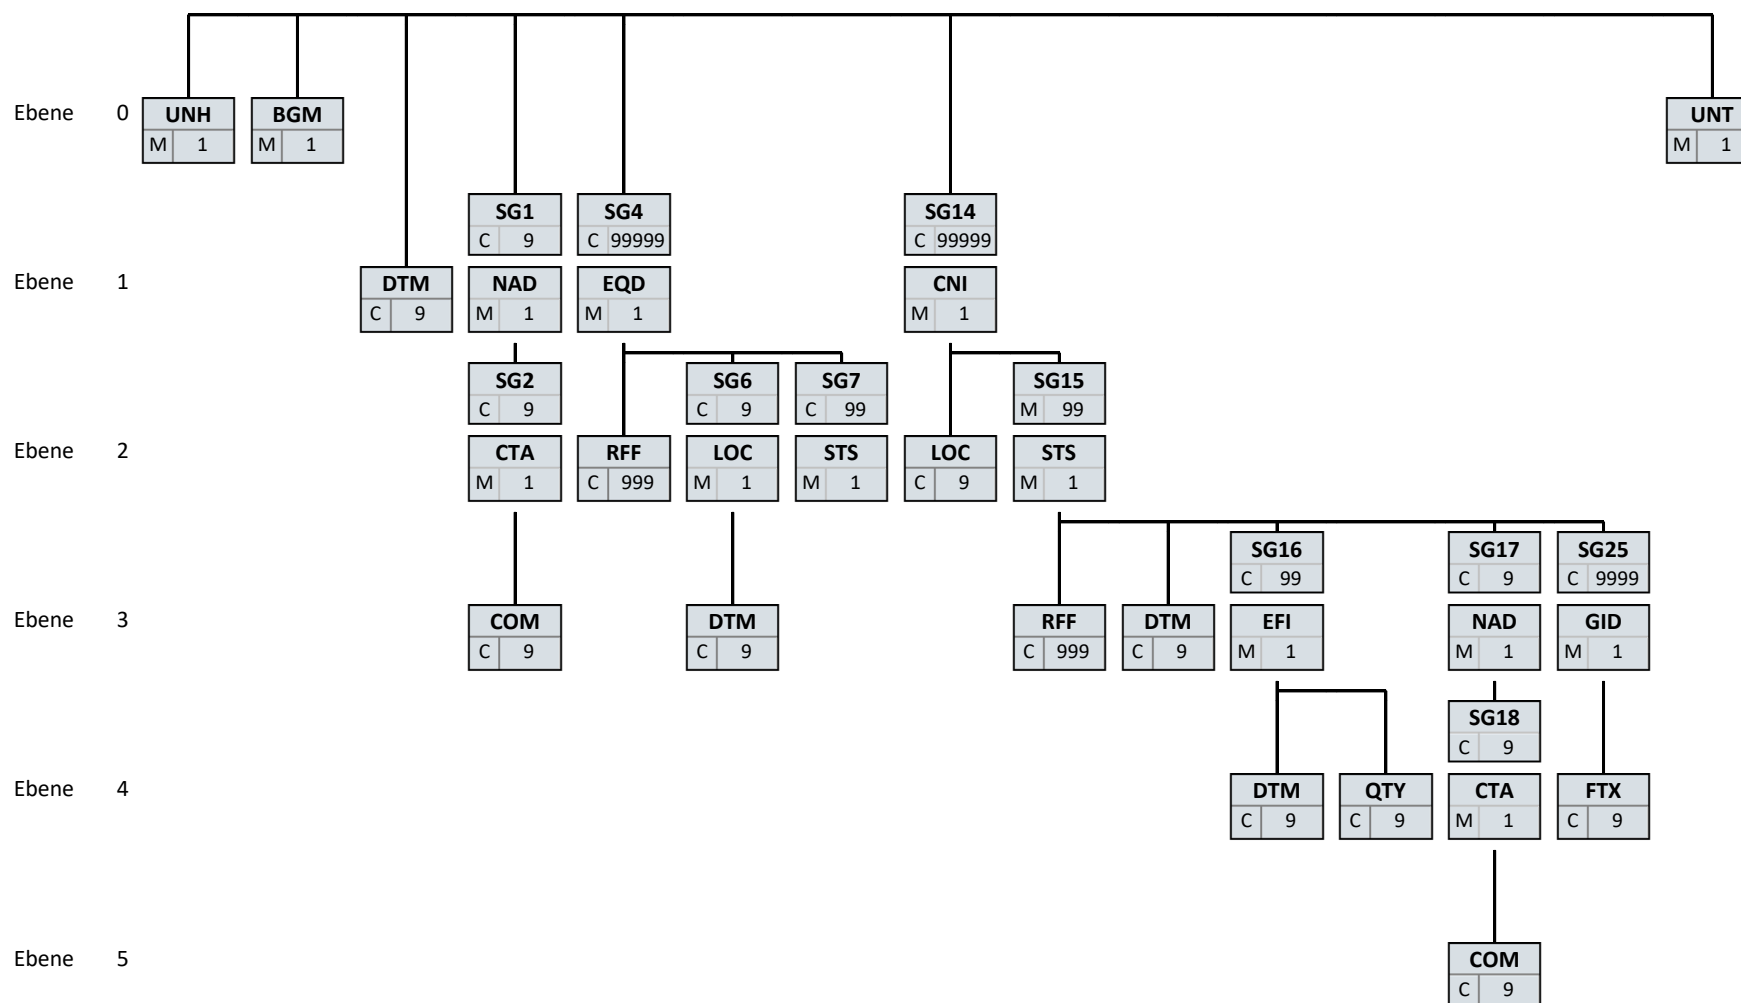 Ebene 0 UNH BGM UNT
M 1 M 1 M 1
SG1 SG4 SG14
C 9 C 99999 C 99999
Ebene 1 DTM NAD EQD CNI
C 9 M 1 M 1 M 1
SG2 SG6 SG7 SG15
C 9 C 9 C 99 M 99
Ebene 2 CTA RFF LOC STS LOC STS
M 1 C 999 M 1 M 1 C 9 M 1
SG16 SG17 SG25
C 99 C 9 C 9999
Ebene 3 COM DTM RFF DTM EFI NAD GID
C 9 C 9 C 999 C 9 M 1 M 1 M 1
SG18
C 9
Ebene 4 DTM QTY CTA FTX
C 9 C 9 M 1 C 9
Ebene 5 COM
C 9